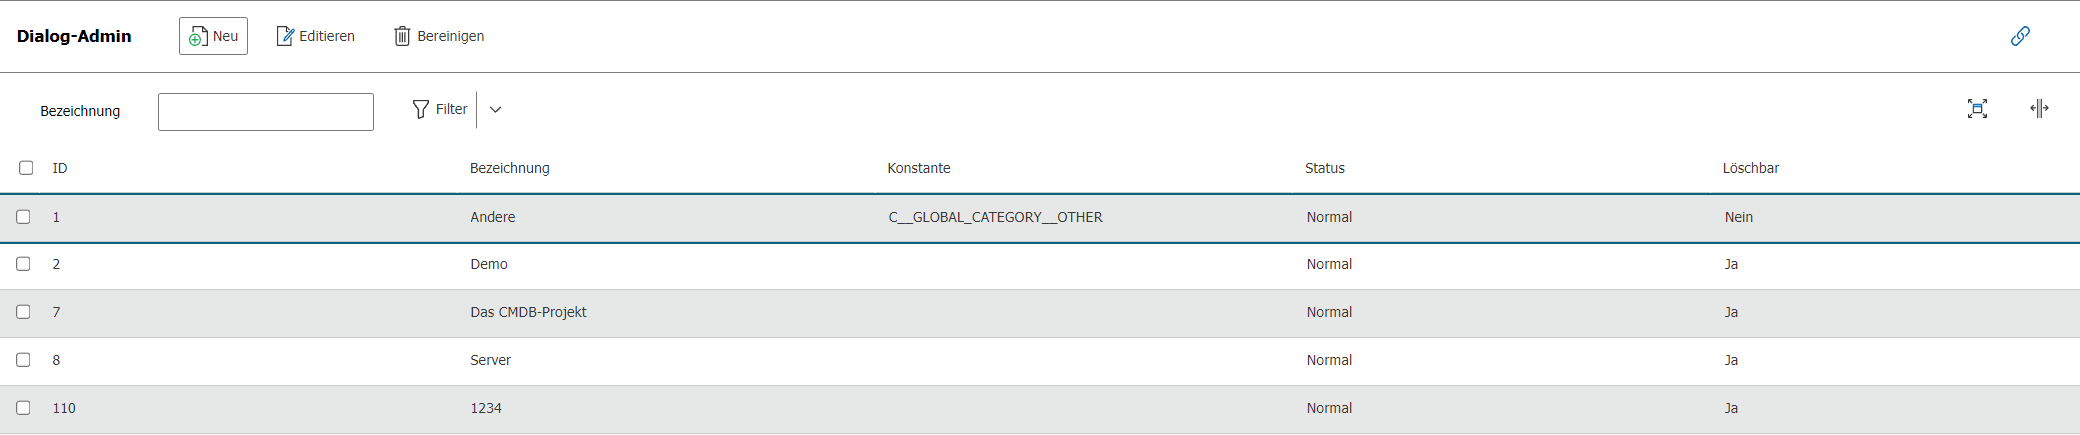 Dialog-Admin Neu Editieren Bereinigen
Bezeichnung Filter
ID Bezeichnung Konstante Status Löschbar
1 Andere C__GLOBAL_CATEGORY__OTHER Normal Nein
2 Demo Normal Ja
7 Das CMDB-Projekt Normal Ja
8 Server Normal Ja
110 1234 Normal Ja